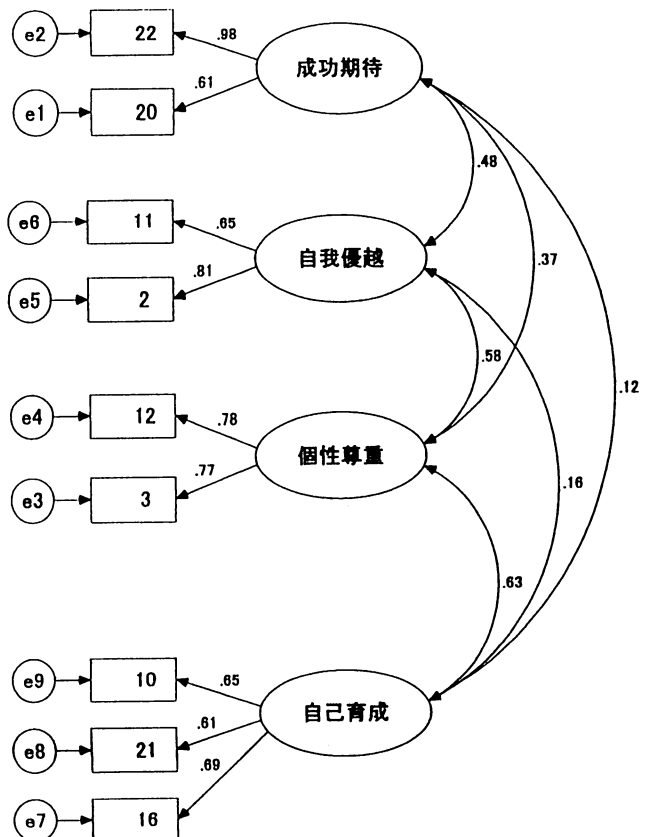 e2 22 .98 成功期待
e1 20 .61
.48
e6 11 .65 自我優越
.37
e5 2 .81
.58
.12
e4 12 .78 個性尊重
.16
e3 3 .77
.63
e9 10 .65 自己育成
e8 21 .61
e7 16 .69